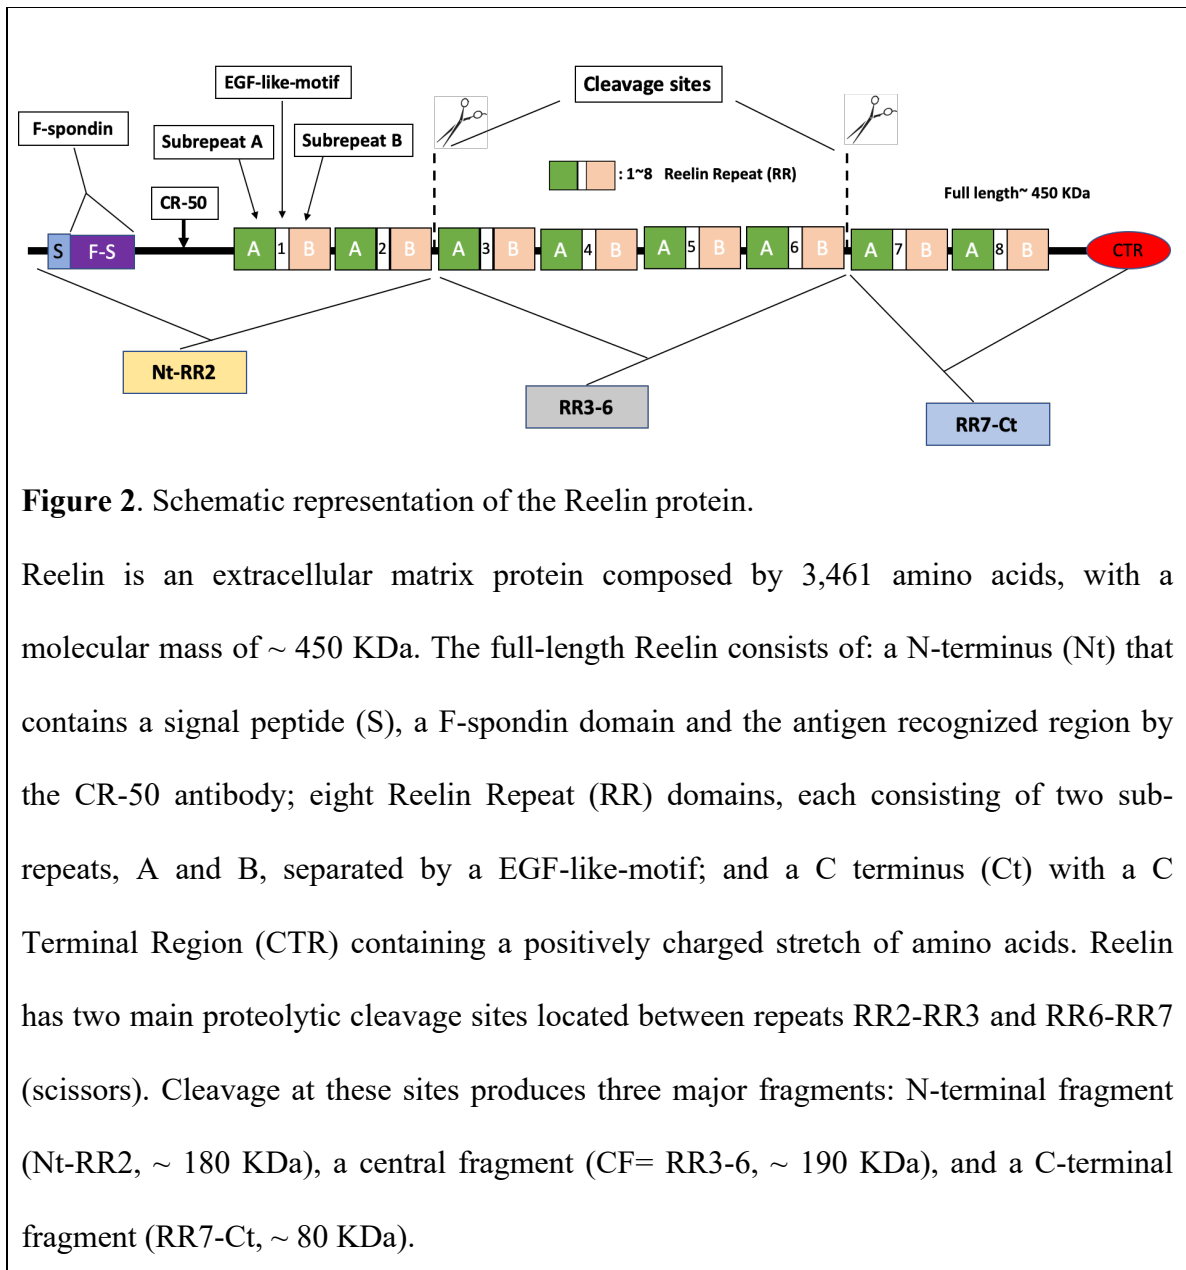 EGF-like-motif
Cleavage sites
F-spondin
Subrepeat A
Subrepeat B
: 1~8 Reelin Repeat (RR)
CR-50
Full length~ 450 KDa
S F-S A 1 B A 2 B A 3 B A 4 B A 5 B A 6 B A 7 B A 8 B CTR
Nt-RR2
RR3-6
RR7-Ct
Figure 2. Schematic representation of the Reelin protein.
Reelin is an extracellular matrix protein composed by 3,461 amino acids, with a
molecular mass of ~ 450 KDa. The full-length Reelin consists of: a N-terminus (Nt) that
contains a signal peptide (S), a F-spondin domain and the antigen recognized region by
the CR-50 antibody; eight Reelin Repeat (RR) domains, each consisting of two sub-
repeats, A and B, separated by a EGF-like-motif; and a C terminus (Ct) with a C
Terminal Region (CTR) containing a positively charged stretch of amino acids. Reelin
has two main proteolytic cleavage sites located between repeats RR2-RR3 and RR6-RR7
(scissors). Cleavage at these sites produces three major fragments: N-terminal fragment
(Nt-RR2, ~ 180 KDa), a central fragment (CF= RR3-6, ~ 190 KDa), and a C-terminal
fragment (RR7-Ct, ~ 80 KDa).